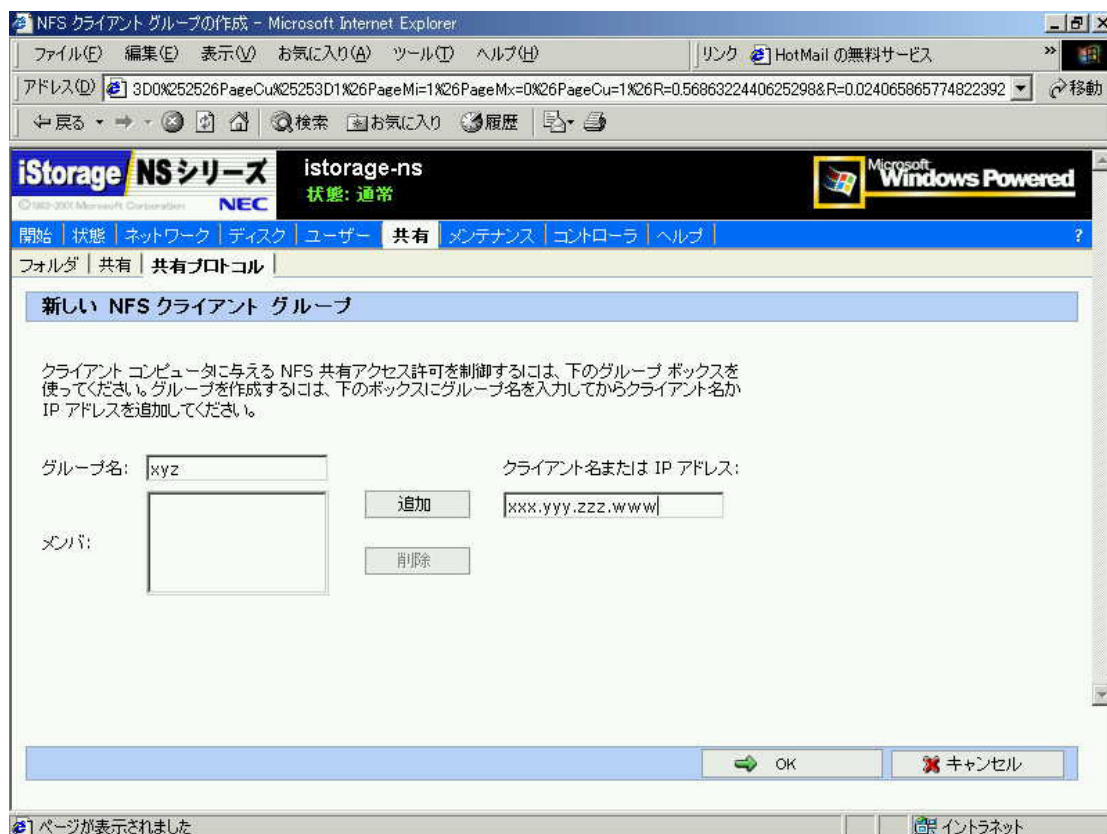 NFS クライアント グループの作成 - Microsoft Internet Explorer
ファイル(F) 編集(E) 表示(V) お気に入り(A) ツール(T) ヘルプ(H) リンク HotMail の無料サービス »
アドレス(D) 3D0%252526PageCu%25253D1%26PageMi=1%26PageMx=0%26PageCu=1%26R=0.5686322440625298&R=0.024065865774822392 移動
戻る 検索 お気に入り 履歴
iStorage NSシリーズ istorage-ns Microsoft Windows Powered
状態: 通常
©1982-2001 Microsoft Corporation NEC
開始 | 状態 | ネットワーク | ディスク | ユーザー | 共有 | メンテナンス | コントローラ | ヘルプ | ?
フォルダ | 共有 | 共有プロトコル |
新しい NFS クライアント グループ
クライアント コンピュータに与える NFS 共有アクセス許可を制御するには、下のグループ ボックスを
使ってください。グループを作成するには、下のボックスにグループ名を入力してからクライアント名か
IP アドレスを追加してください。
グループ名: xyz クライアント名または IP アドレス:
追加 xxx.yyy.zzz.www
メンバ:
削除
OK キャンセル
ページが表示されました イントラネット